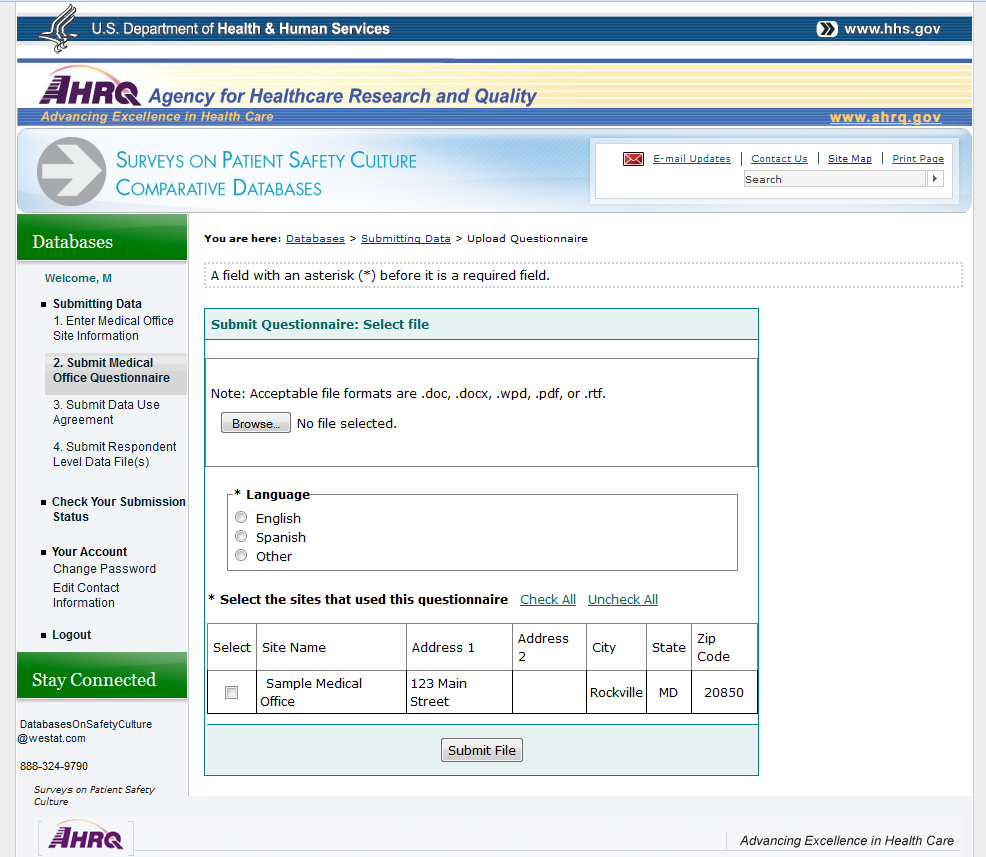 U.S. Department of Health & Human Services
www.hhs.gov
AHRQ Agency for Healthcare Research and Quality
Advancing Excellence in Health Care
www.ahrq.gov
Surveys on Patient Safety Culture
Comparative Databases
E-mail Updates | Contact Us | Site Map | Print Page
Search
Databases
Welcome, M
Submitting Data
1. Enter Medical Office
Site Information
2. Submit Medical
Office Questionnaire
3. Submit Data Use
Agreement
4. Submit Respondent
Level Data File(s)
Check Your Submission
Status
Your Account
Change Password
Edit Contact
Information
Logout
Stay Connected
DatabasesOnSafetyCulture
@westat.com
888-324-9790
Surveys on Patient Safety
Culture
AHRQ
You are here: Databases > Submitting Data > Upload Questionnaire
A field with an asterisk (*) before it is a required field.
Submit Questionnaire: Select file
Note: Acceptable file formats are .doc, .docx, .wpd, .pdf, or .rtf.
Browse... No file selected.
* Language
English
Spanish
Other
* Select the sites that used this questionnaire Check All Uncheck All
Select Site Name Address 1 Address 2 City State Zip Code
Sample Medical Office 123 Main Street Rockville MD 20850
Submit File
Advancing Excellence in Health Care